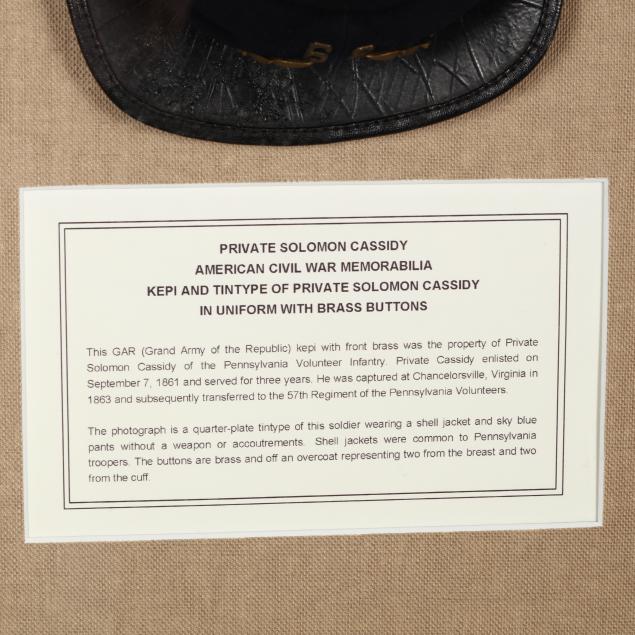 PRIVATE SOLOMON CASSIDY
AMERICAN CIVIL WAR MEMORABILIA
KEPI AND TINTYPE OF PRIVATE SOLOMON CASSIDY
IN UNIFORM WITH BRASS BUTTONS
This GAR (Grand Army of the Republic) kepi with front brass was the property of Private
Solomon Cassidy of the Pennsylvania Volunteer Infantry. Private Cassidy enlisted on
September 7, 1861 and served for three years. He was captured at Chancelorsville, Virginia in
1863 and subsequently transferred to the 57th Regiment of the Pennsylvania Volunteers.
The photograph is a quarter-plate tintype of this soldier wearing a shell jacket and sky blue
pants without a weapon or accoutrements. Shell jackets were common to Pennsylvania
troopers. The buttons are brass and off an overcoat representing two from the breast and two
from the cuff.